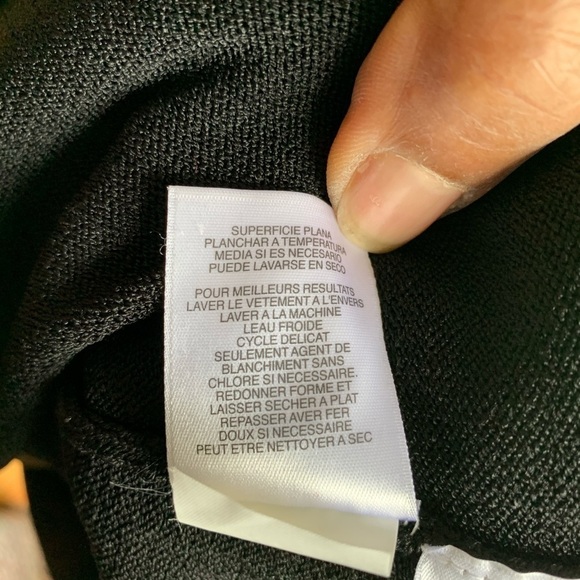 SUPERFICIE PLANA
PLANCHAR A TEMPERATURA
MEDIA SI ES NECESARIO
PUEDE LAVARSE EN SECO
POUR MEILLEURS RESULTATS
LAVER LE VETEMENT A L'ENVERS
LAVER A LA MACHINE
LEAU FROIDE
CYCLE DELICAT
SEULEMENT AGENT DE
BLANCHIMENT SANS
CHLORE SI NECESSAIRE.
REDONNER FORME ET
LAISSER SECHER A PLAT
REPASSER AVER FER
DOUX SI NECESSAIRE
PEUT ETRE NETTOYER A SEC